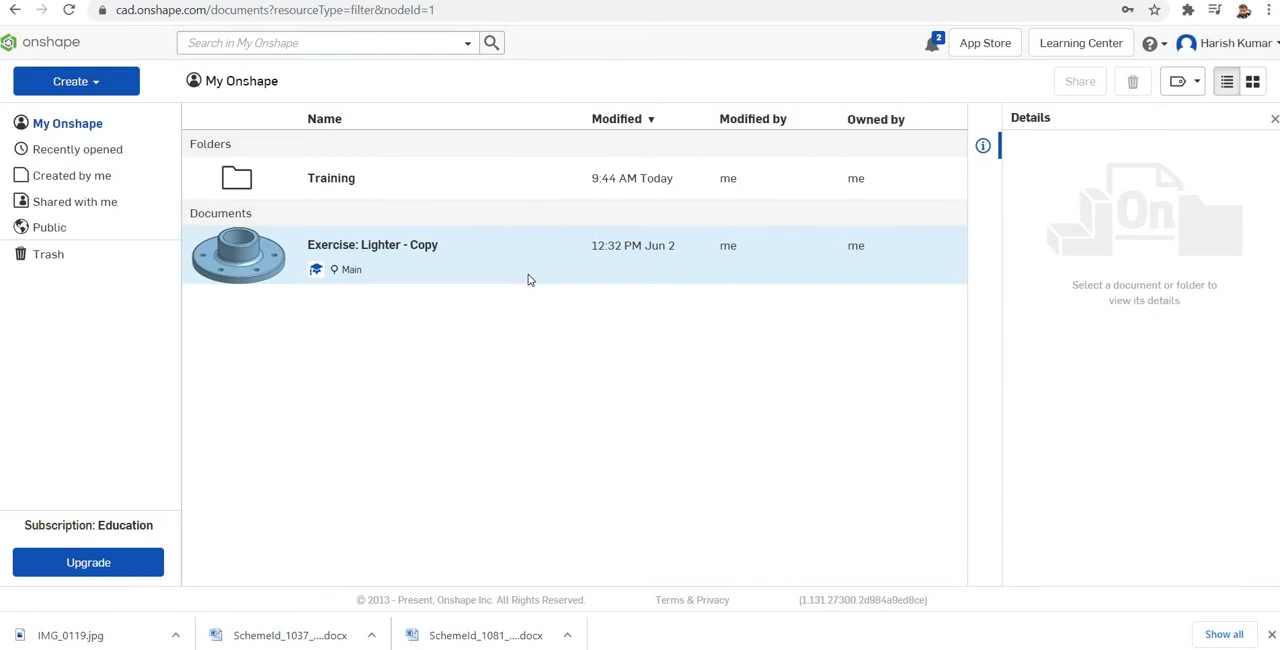 cad.onshape.com/documents?resourceType=filter&nodeId=1
onshape
Search in My Onshape
2
App Store
Learning Center
Harish Kumar
Create
My Onshape
Share
My Onshape
Recently opened
Created by me
Shared with me
Public
Trash
Name
Modified
Modified by
Owned by
Folders
Training
9:44 AM Today
me
me
Documents
Exercise: Lighter - Copy
12:32 PM Jun 2
me
me
Main
Details
On
Select a document or folder to
view its details
Subscription: Education
Upgrade
© 2013 - Present, Onshape Inc. All Rights Reserved.
Terms & Privacy
(1.131.27300.2d984a9ed8ce)
IMG_0119.jpg
SchemeId_1037_....docx
SchemeId_1081_....docx
Show all